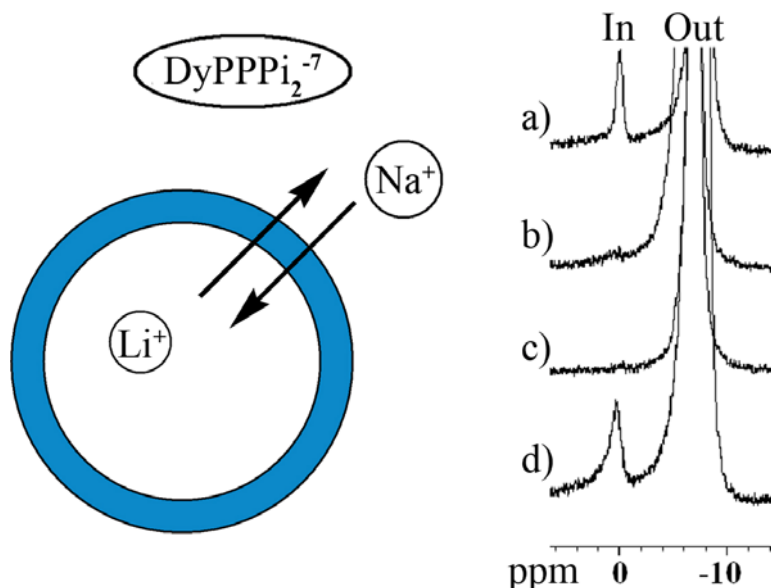 DyPPPi₂⁻⁷
Na⁺
Li⁺
In Out
a)
b)
c)
d)
ppm 0 -10